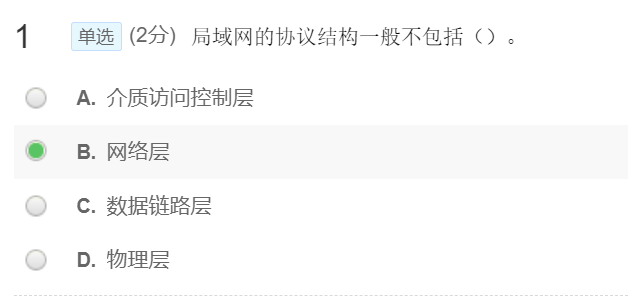 1 单选 (2分) 局域网的协议结构一般不包括（）。
A. 介质访问控制层
B. 网络层
C. 数据链路层
D. 物理层